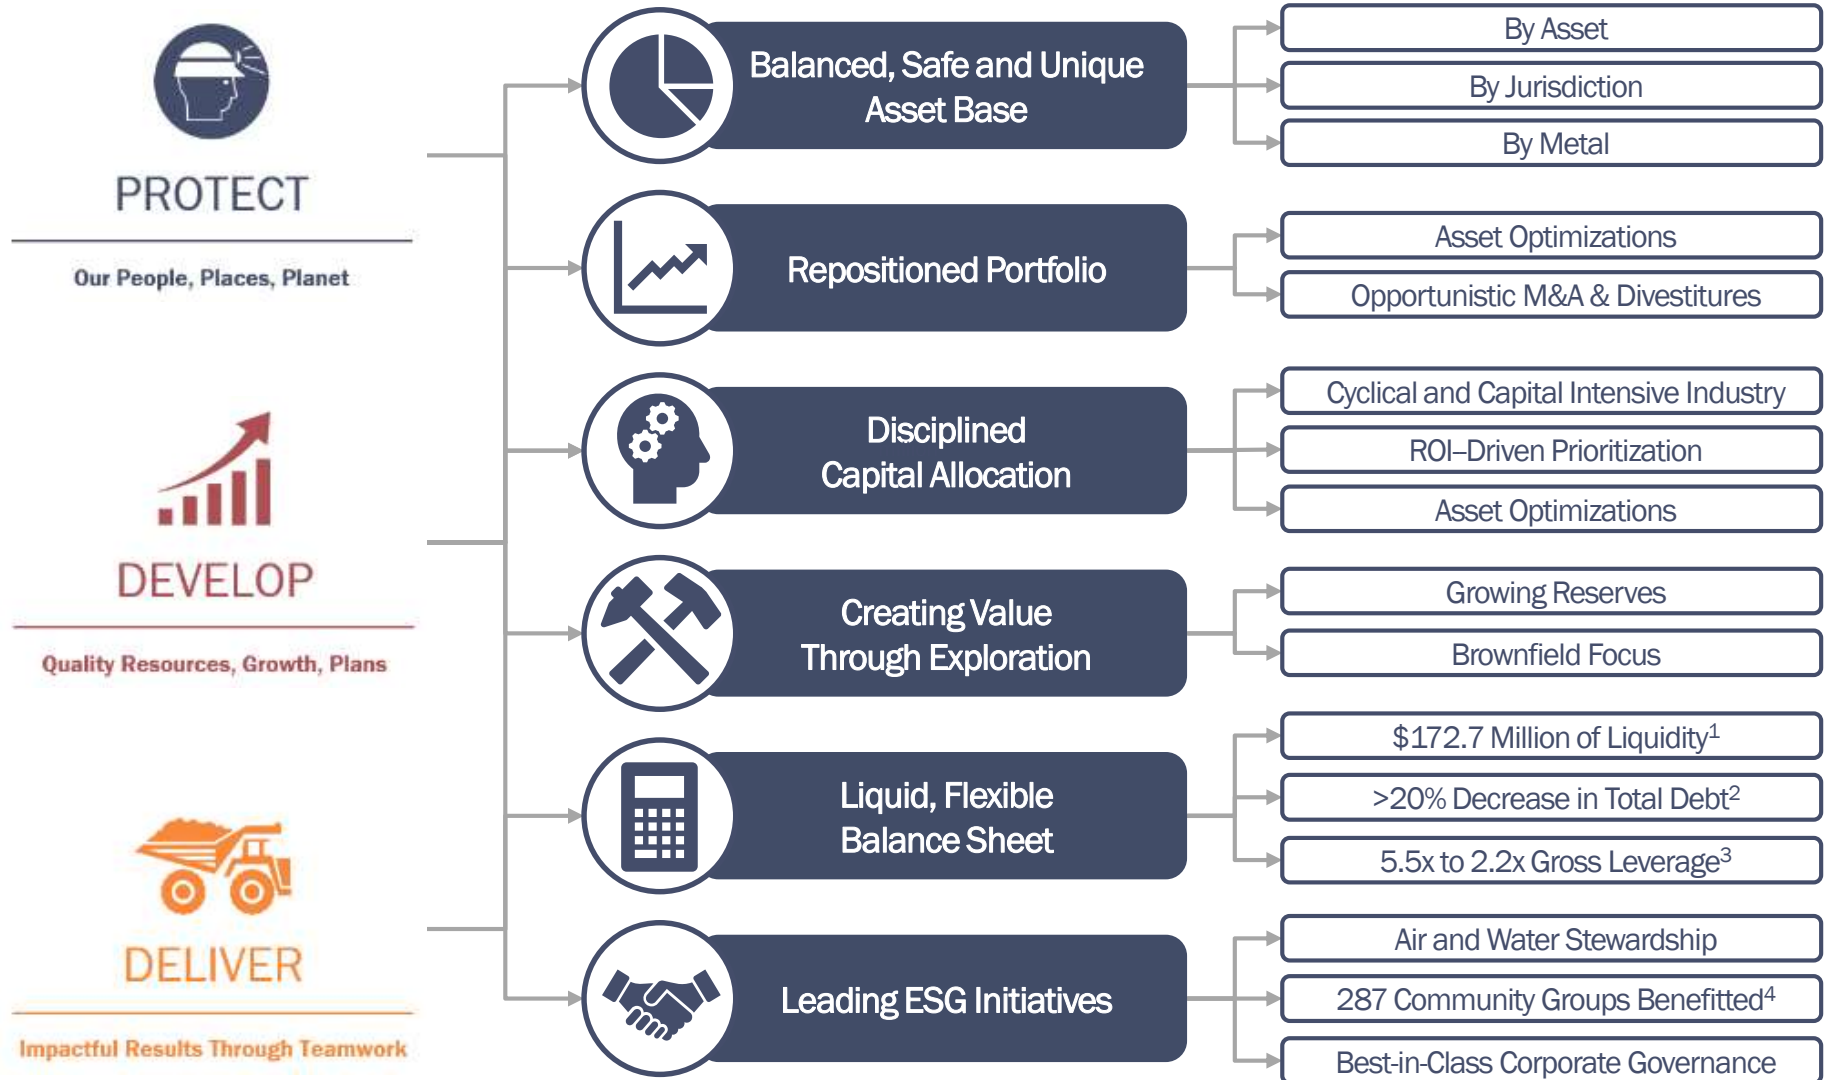 PROTECT
Our People, Places, Planet
DEVELOP
Quality Resources, Growth, Plans
DELIVER
Impactful Results Through Teamwork
Balanced, Safe and Unique
Asset Base
By Asset
By Jurisdiction
By Metal
Repositioned Portfolio
Asset Optimizations
Opportunistic M&A & Divestitures
Disciplined
Capital Allocation
Cyclical and Capital Intensive Industry
ROI–Driven Prioritization
Asset Optimizations
Creating Value
Through Exploration
Growing Reserves
Brownfield Focus
Liquid, Flexible
Balance Sheet
$172.7 Million of Liquidity¹
>20% Decrease in Total Debt²
5.5x to 2.2x Gross Leverage³
Leading ESG Initiatives
Air and Water Stewardship
287 Community Groups Benefitted⁴
Best-in-Class Corporate Governance